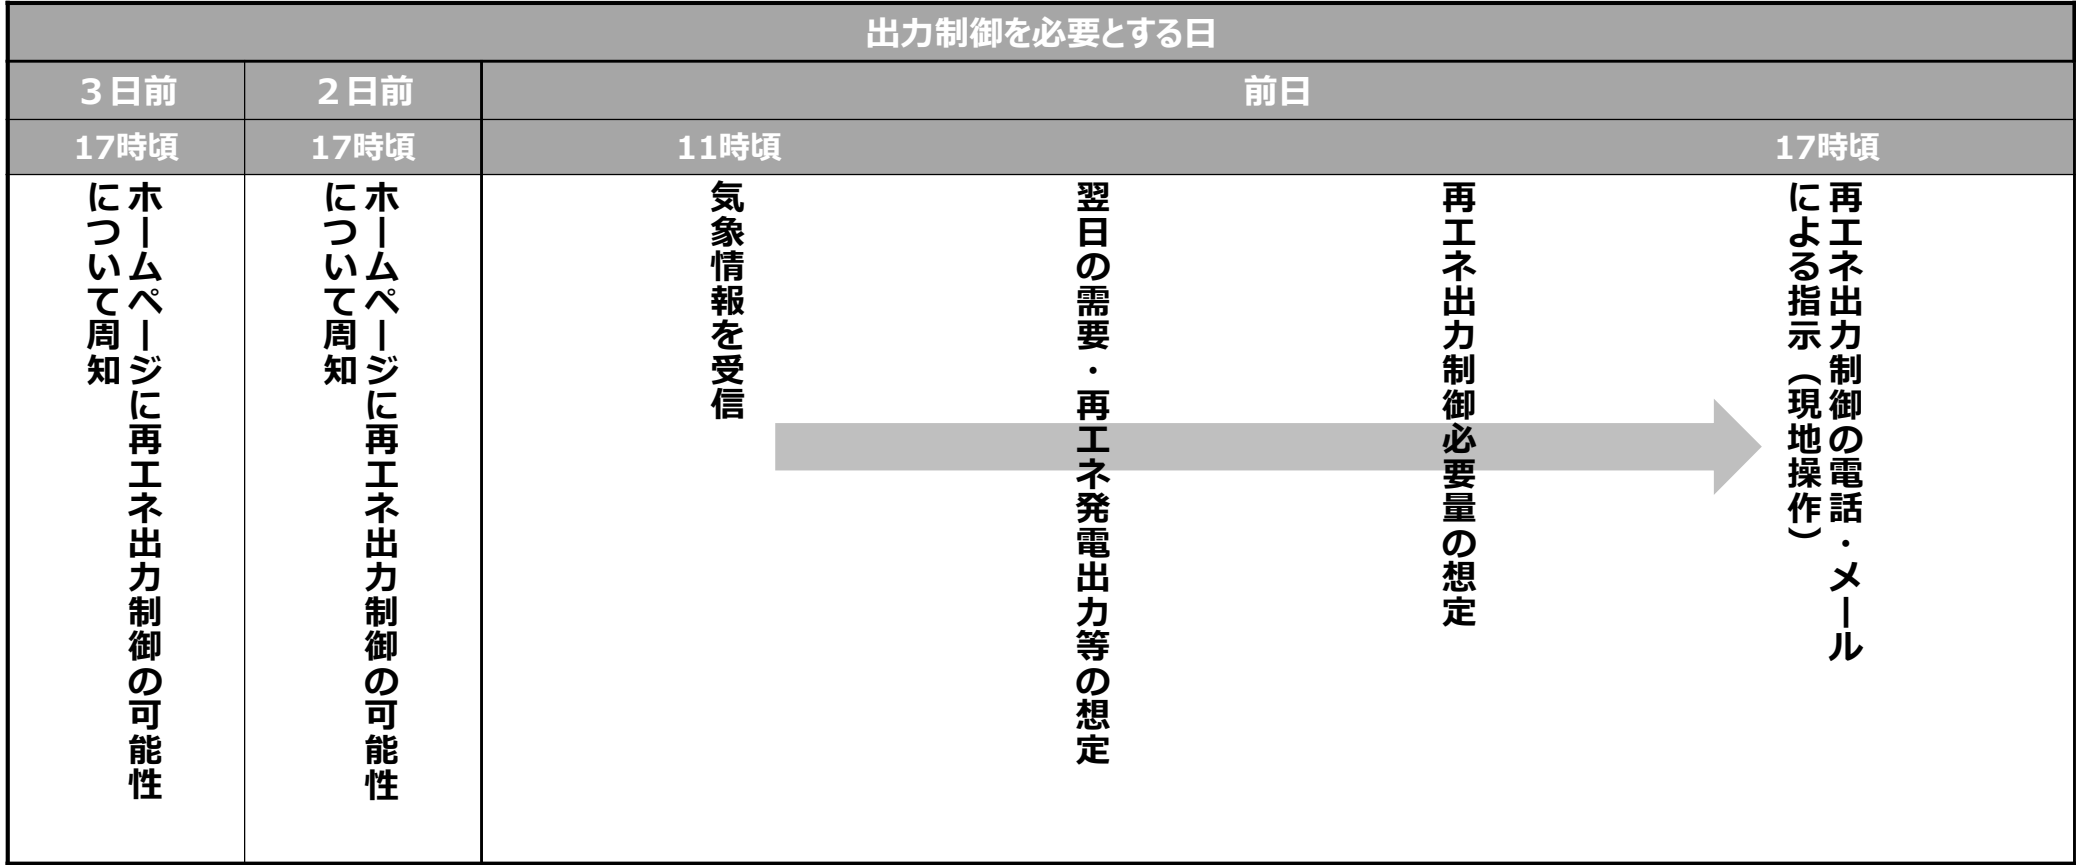 出力制御を必要とする日
３日前
２日前
前日
17時頃
17時頃
11時頃
17時頃
ホームページに再エネ出力制御の可能性
について周知
ホームページに再エネ出力制御の可能性
について周知
気象情報を受信
翌日の需要・再エネ発電出力等の想定
再エネ出力制御必要量の想定
再エネ出力制御の電話・メール
による指示（現地操作）